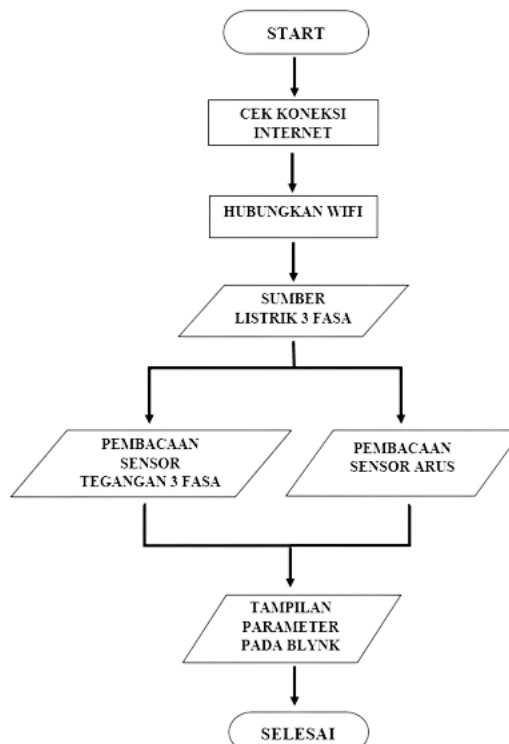 START
CEK KONEKSI
INTERNET
HUBUNGKAN WIFI
SUMBER
LISTRIK 3 FASA
PEMBACAAN
SENSOR
TEGANGAN 3 FASA
PEMBACAAN
SENSOR ARUS
TAMPILAN
PARAMETER
PADA BLYNK
SELESAI